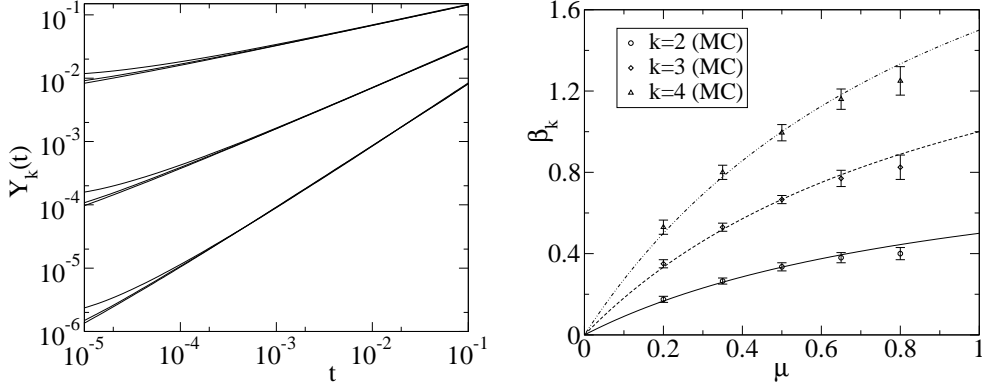 10⁻¹
10⁻²
10⁻³
10⁻⁴
10⁻⁵
10⁻⁶
Yₖ(t)
10⁻⁵ 10⁻⁴ 10⁻³ 10⁻² 10⁻¹
t
k=2 (MC)
k=3 (MC)
k=4 (MC)
1.6
1.2
0.8
0.4
0
βₖ
0 0.2 0.4 0.6 0.8 1
μ